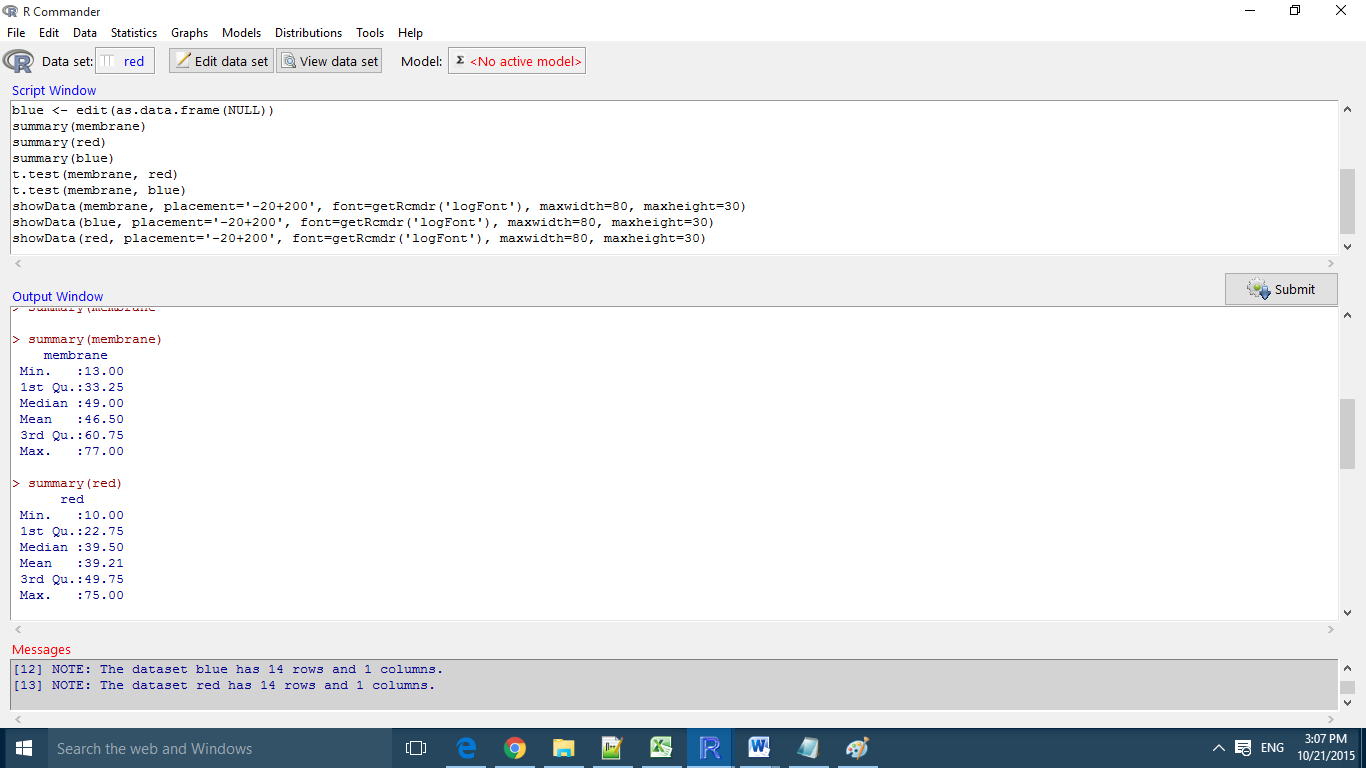 R Commander
File Edit Data Statistics Graphs Models Distributions Tools Help
R Data set: red Edit data set View data set Model: Σ <No active model>
Script Window
blue <- edit(as.data.frame(NULL))
summary(membrane)
summary(red)
summary(blue)
t.test(membrane, red)
t.test(membrane, blue)
showData(membrane, placement='-20+200', font=getRcmdr('logFont'), maxwidth=80, maxheight=30)
showData(blue, placement='-20+200', font=getRcmdr('logFont'), maxwidth=80, maxheight=30)
showData(red, placement='-20+200', font=getRcmdr('logFont'), maxwidth=80, maxheight=30)
Submit
Output Window
> summary(membrane
> summary(membrane)
membrane
Min. :13.00
1st Qu.:33.25
Median :49.00
Mean :46.50
3rd Qu.:60.75
Max. :77.00
> summary(red)
red
Min. :10.00
1st Qu.:22.75
Median :39.50
Mean :39.21
3rd Qu.:49.75
Max. :75.00
Messages
[12] NOTE: The dataset blue has 14 rows and 1 columns.
[13] NOTE: The dataset red has 14 rows and 1 columns.
Search the web and Windows
ENG
3:07 PM
10/21/2015